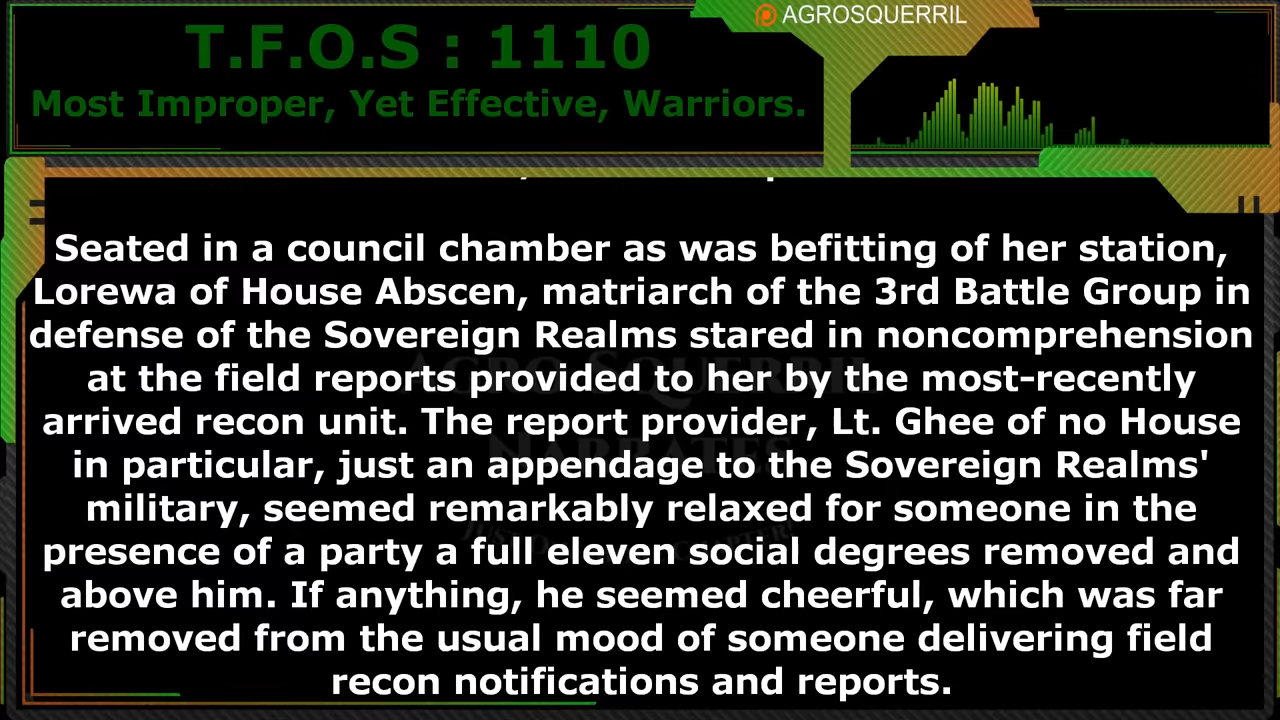 AGROSQUERRIL
T.F.O.S : 1110
Most Improper, Yet Effective, Warriors.
Seated in a council chamber as was befitting of her station,
Lorewa of House Abscen, matriarch of the 3rd Battle Group in
defense of the Sovereign Realms stared in noncomprehension
at the field reports provided to her by the most-recently
arrived recon unit. The report provider, Lt. Ghee of no House
in particular, just an appendage to the Sovereign Realms'
military, seemed remarkably relaxed for someone in the
presence of a party a full eleven social degrees removed and
above him. If anything, he seemed cheerful, which was far
removed from the usual mood of someone delivering field
recon notifications and reports.
AGRO SQUERRIL
NARRATES